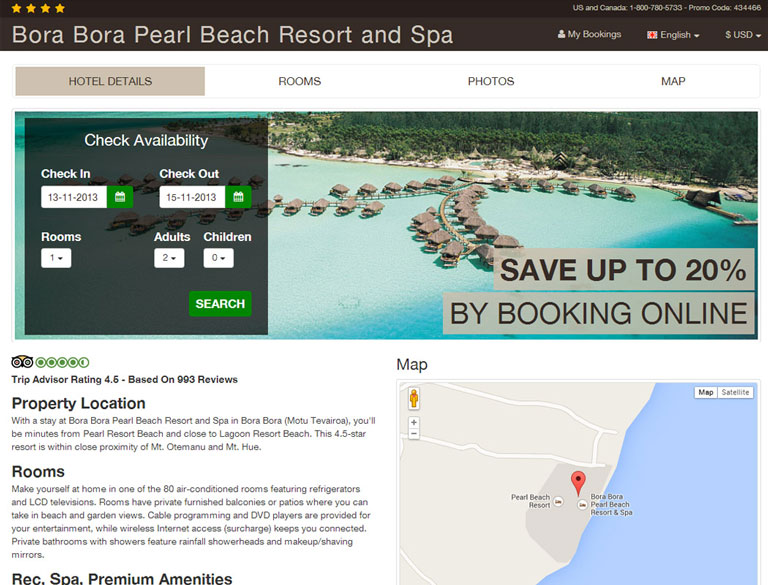 US and Canada: 1-800-780-5733 - Promo Code: 434466
Bora Bora Pearl Beach Resort and Spa
My Bookings
English
$ USD
HOTEL DETAILS
ROOMS
PHOTOS
MAP
Check Availability
Check In
Check Out
13-11-2013
15-11-2013
Rooms
Adults
Children
1
2
0
SEARCH
SAVE UP TO 20%
BY BOOKING ONLINE
Trip Advisor Rating 4.5 - Based On 993 Reviews
Property Location
With a stay at Bora Bora Pearl Beach Resort and Spa in Bora Bora (Motu Tevairoa), you'll
be minutes from Pearl Resort Beach and close to Lagoon Resort Beach. This 4.5-star
resort is within close proximity of Mt. Otemanu and Mt. Hue.
Rooms
Make yourself at home in one of the 80 air-conditioned rooms featuring refrigerators
and LCD televisions. Rooms have private furnished balconies or patios where you can
take in beach and garden views. Cable programming and DVD players are provided for
your entertainment, while wireless Internet access (surcharge) keeps you connected.
Private bathrooms with showers feature rainfall showerheads and makeup/shaving
mirrors.
Rec, Spa, Premium Amenities
Map
Map
Satellite
+
−
Pearl Beach
Resort
Bora Bora
Pearl Beach
Resort & Spa